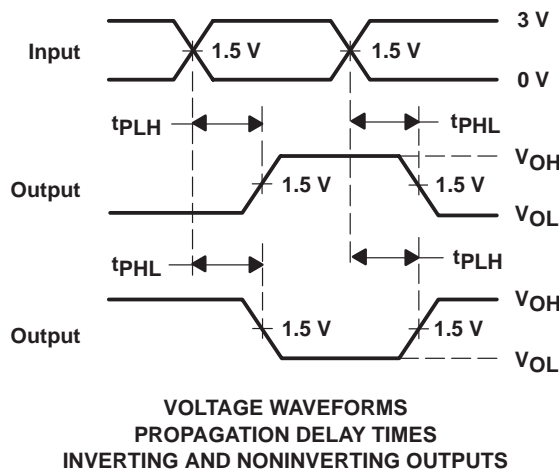 3 V
Input
1.5 V
1.5 V
0 V
tPLH
tPHL
VOH
Output
1.5 V
1.5 V
VOL
tPHL
tPLH
VOH
Output
1.5 V
1.5 V
VOL
VOLTAGE WAVEFORMS
PROPAGATION DELAY TIMES
INVERTING AND NONINVERTING OUTPUTS